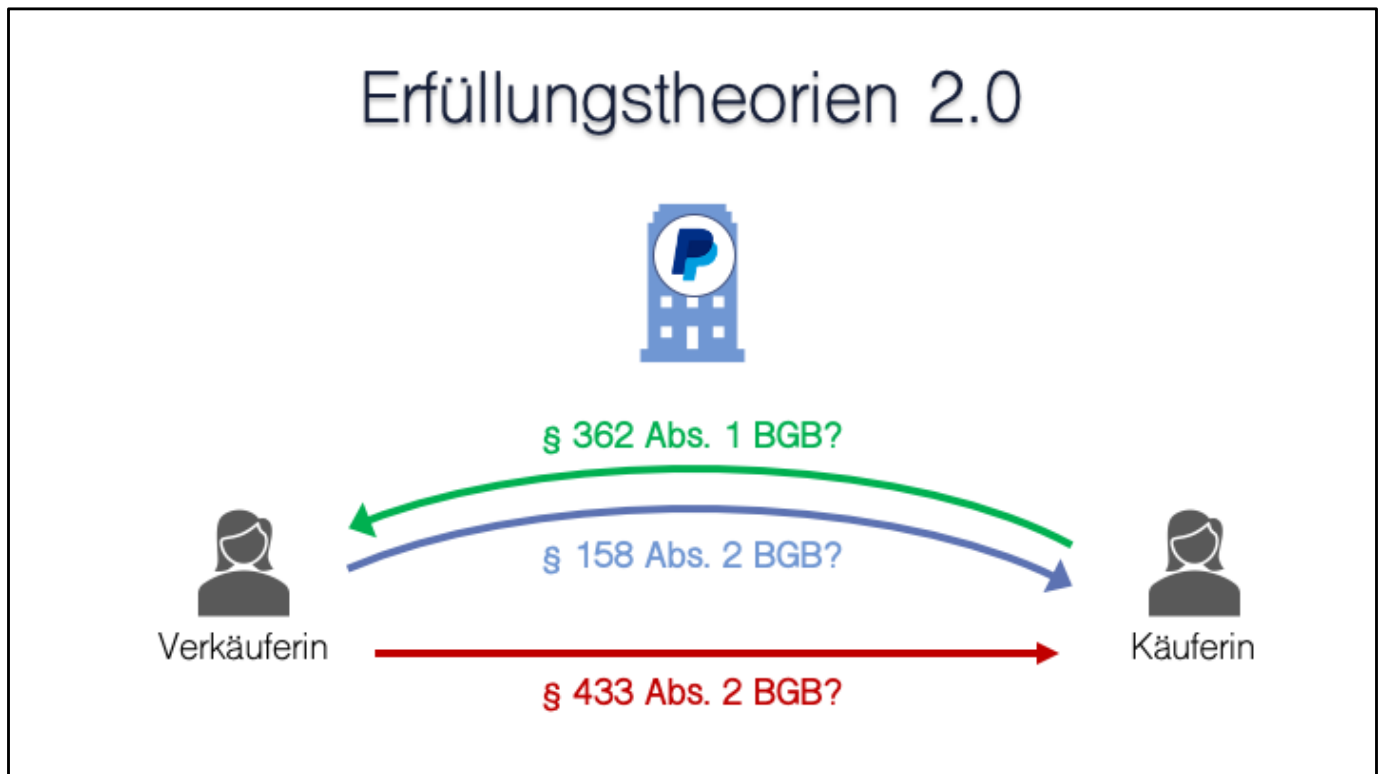 Erfüllungstheorien 2.0
§ 362 Abs. 1 BGB?
§ 158 Abs. 2 BGB?
Verkäuferin
Käuferin
§ 433 Abs. 2 BGB?